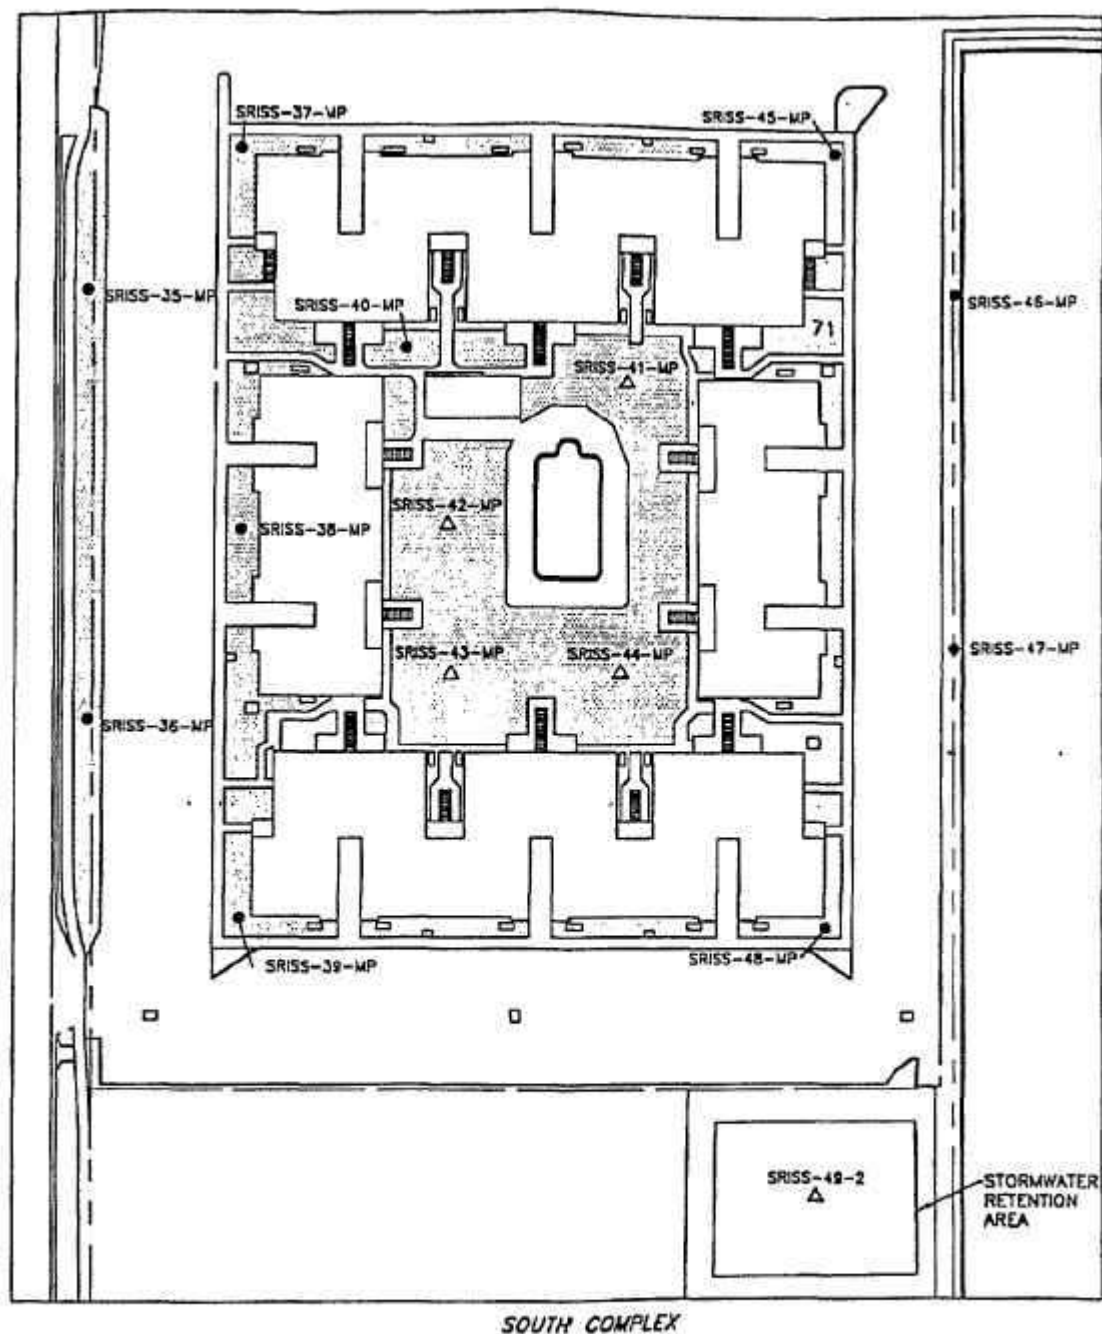 SRISS-37-MP
SRISS-45-MP
SRISS-35-MP
SRISS-40-MP
SRISS-46-MP
71
SRISS-41-MP
SRISS-42-MP
SRISS-38-MP
SRISS-43-MP
SRISS-44-MP
SRISS-47-MP
SRISS-36-MP
SRISS-39-MP
SRISS-48-MP
SRISS-49-2
STORMWATER
RETENTION
AREA
SOUTH COMPLEX